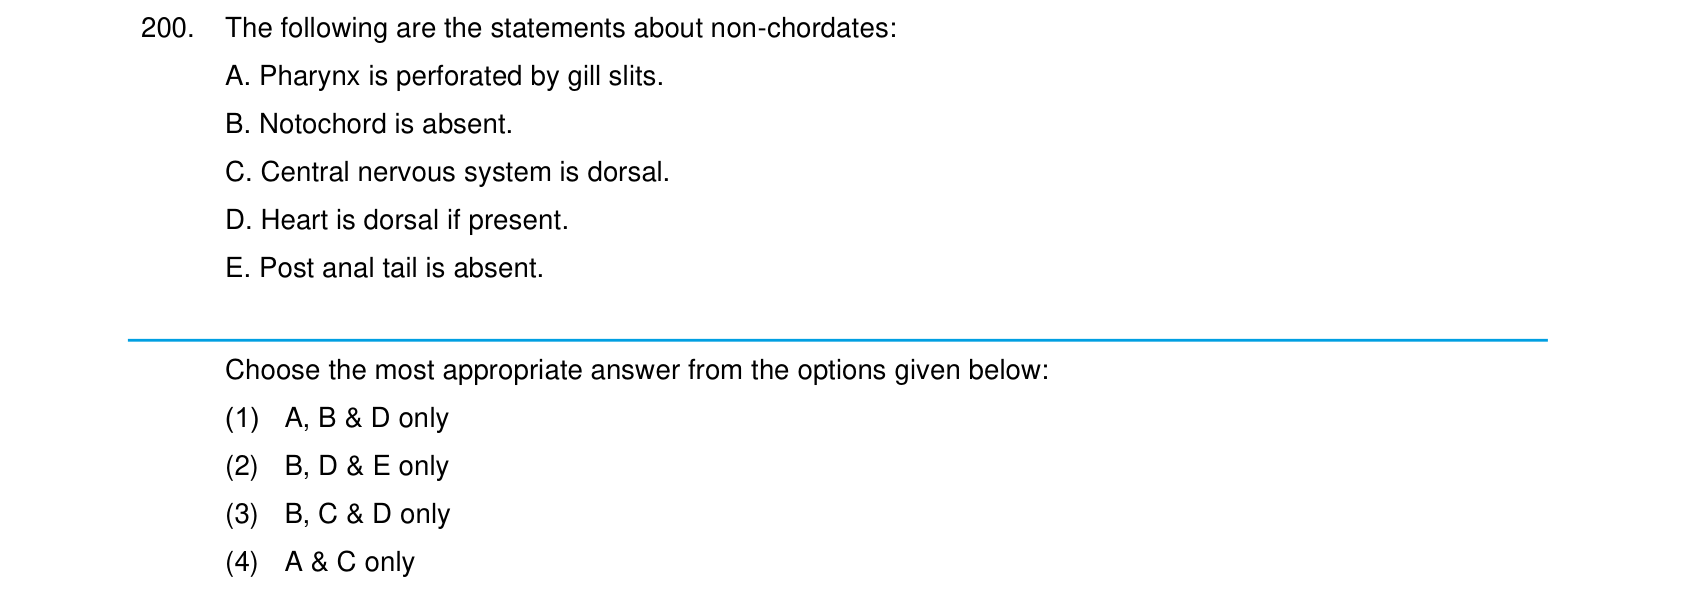 200. The following are the statements about non-chordates:
A. Pharynx is perforated by gill slits.
B. Notochord is absent.
C. Central nervous system is dorsal.
D. Heart is dorsal if present.
E. Post anal tail is absent.
Choose the most appropriate answer from the options given below:
(1) A, B & D only
(2) B, D & E only
(3) B, C & D only
(4) A & C only